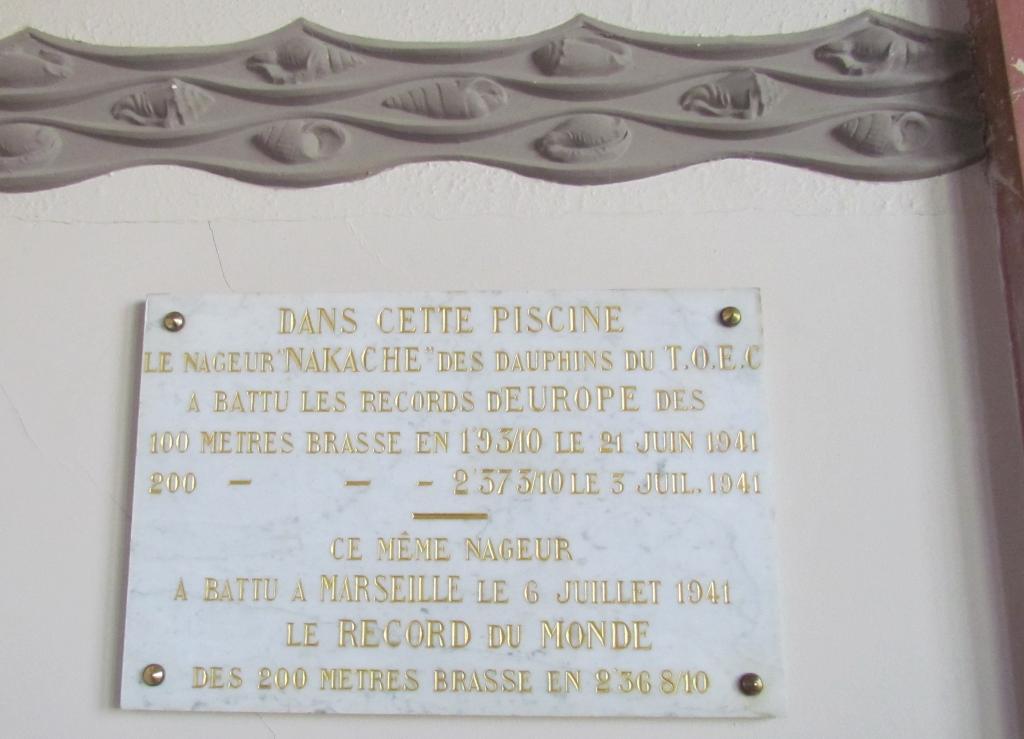 DANS CETTE PISCINE
LE NAGEUR "NAKACHE" DES DAUPHINS DU T.O.E.C
A BATTU LES RECORDS D'EUROPE DES
100 METRES BRASSE EN 1'9 3/10 LE 21 JUIN 1941
200 — — — 2'37 3/10 LE 3 JUIL. 1941
CE MÊME NAGEUR
A BATTU A MARSEILLE LE 6 JUILLET 1941
LE RECORD DU MONDE
DES 200 METRES BRASSE EN 2'36 8/10